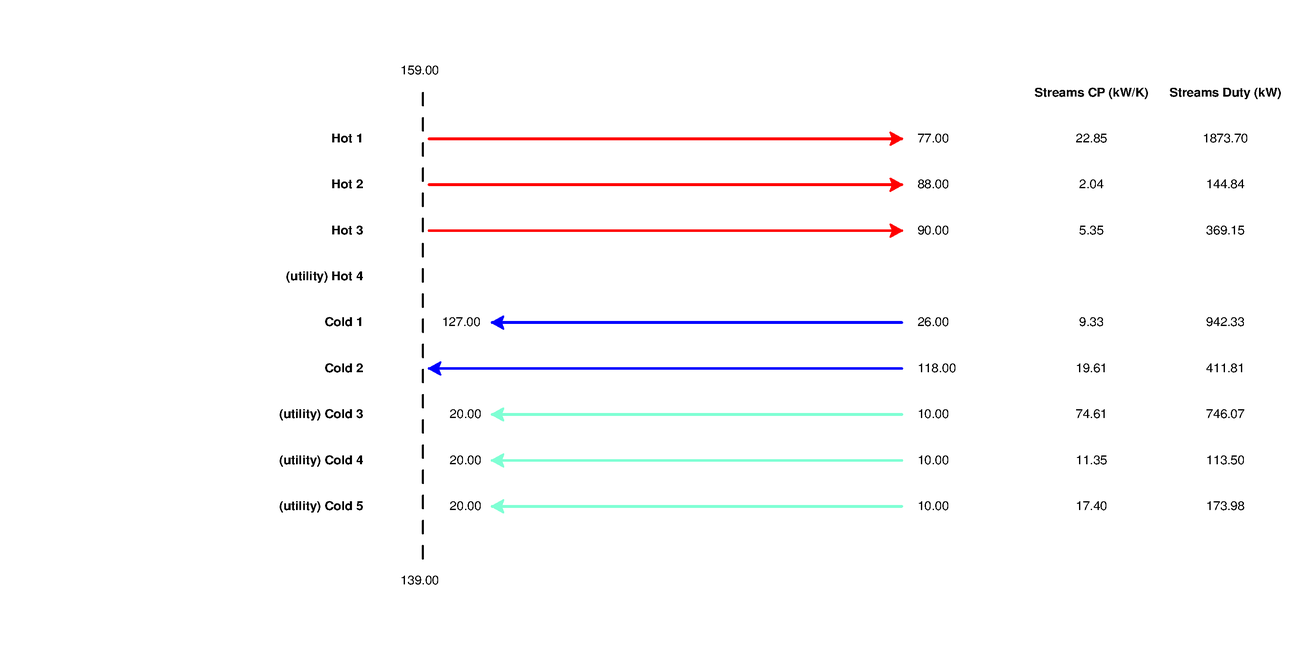 159.00
Streams CP (kW/K) Streams Duty (kW)
Hot 1 77.00 22.85 1873.70
Hot 2 88.00 2.04 144.84
Hot 3 90.00 5.35 369.15
(utility) Hot 4
Cold 1 127.00 26.00 9.33 942.33
Cold 2 118.00 19.61 411.81
(utility) Cold 3 20.00 10.00 74.61 746.07
(utility) Cold 4 20.00 10.00 11.35 113.50
(utility) Cold 5 20.00 10.00 17.40 173.98
139.00